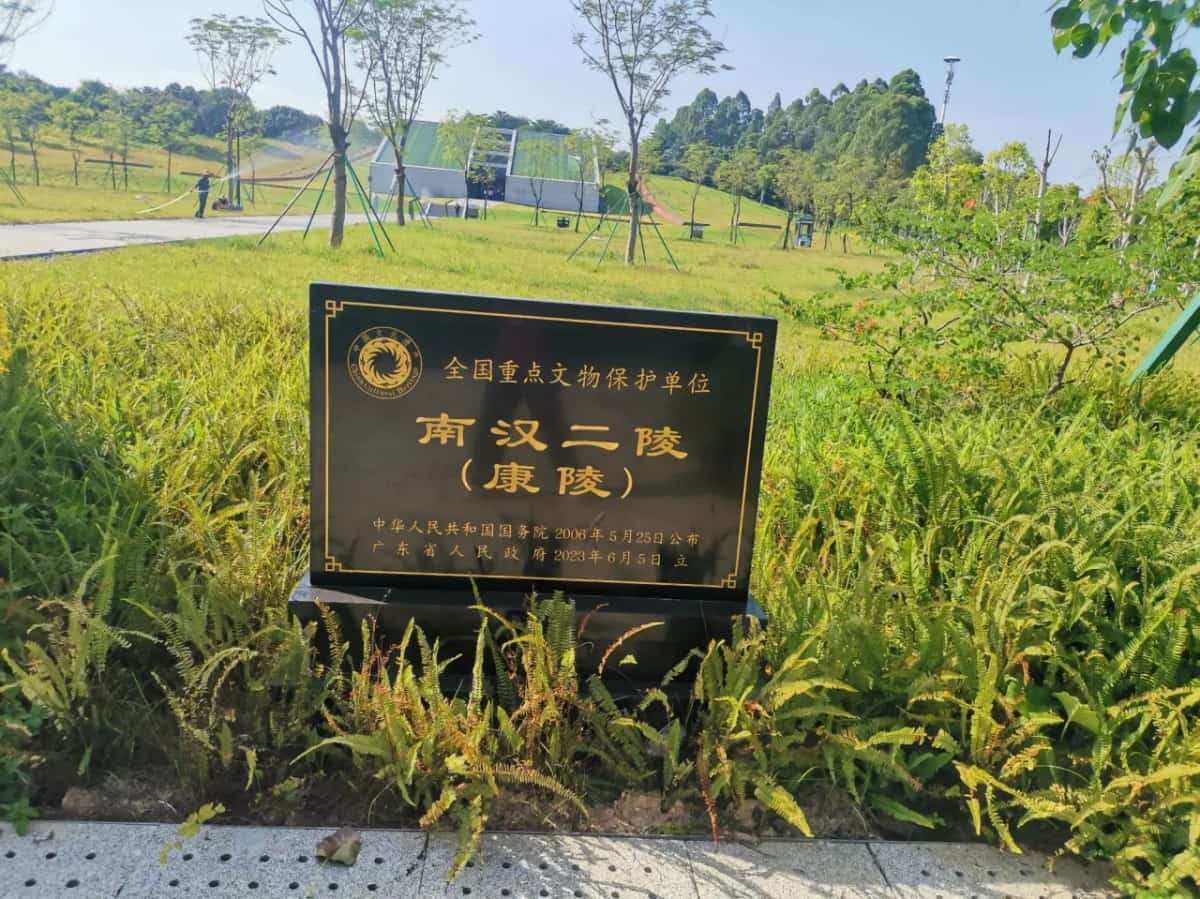 全国重点文物保护单位
南汉二陵
（康陵）
中华人民共和国国务院 2006年5月25日公布
广东省人民政府 2023年6月5日 立